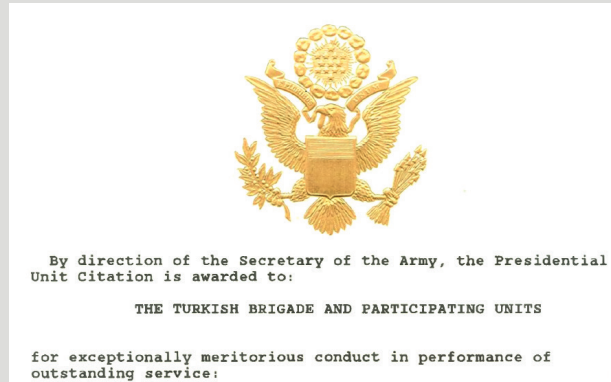 By direction of the Secretary of the Army, the Presidential
Unit Citation is awarded to:
THE TURKISH BRIGADE AND PARTICIPATING UNITS
for exceptionally meritorious conduct in performance of
outstanding service: